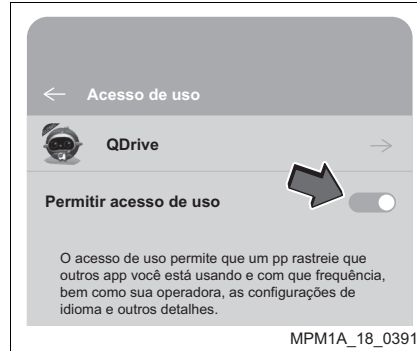 Acesso de uso
QDrive
Permitir acesso de uso
O acesso de uso permite que um pp rastreie que
outros app você está usando e com que frequência,
bem como sua operadora, as configurações de
idioma e outros detalhes.
MPM1A_18_0391